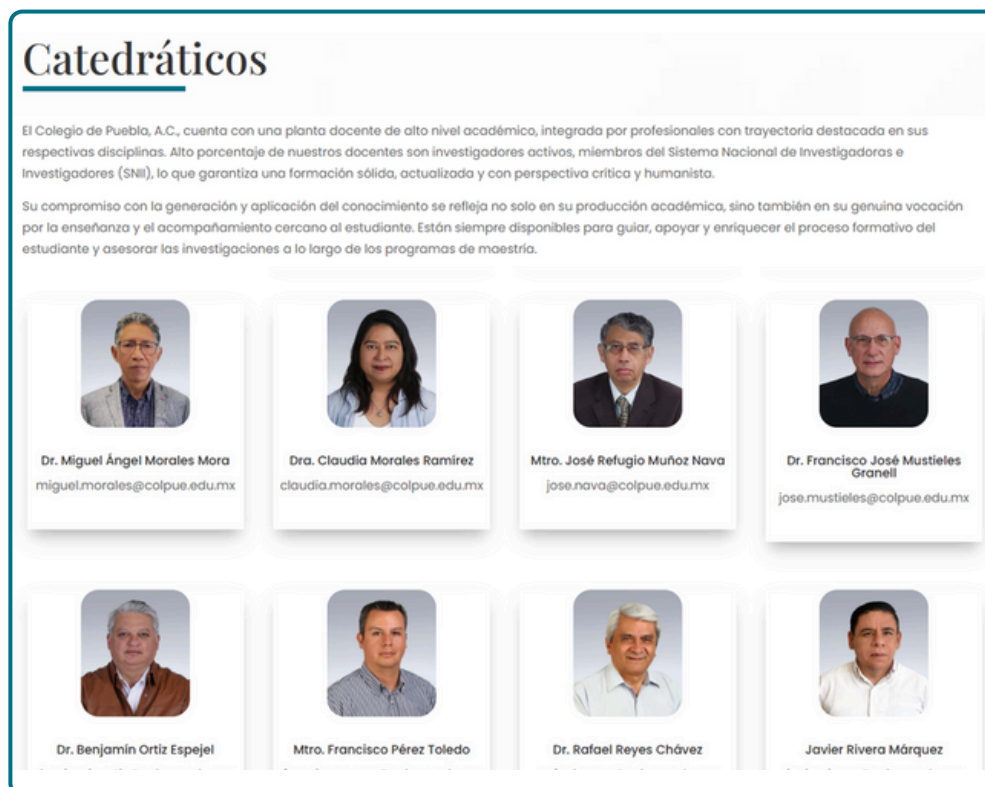 Catedráticos
El Colegio de Puebla, A.C., cuenta con una planta docente de alto nivel académico, integrada por profesionales con trayectoria destacada en sus
respectivas disciplinas. Alto porcentaje de nuestros docentes son investigadores activos, miembros del Sistema Nacional de Investigadoras e
Investigadores (SNII), lo que garantiza una formación sólida, actualizada y con perspectiva crítica y humanista.
Su compromiso con la generación y aplicación del conocimiento se refleja no solo en su producción académica, sino también en su genuina vocación
por la enseñanza y el acompañamiento cercano al estudiante. Están siempre disponibles para guiar, apoyar y enriquecer el proceso formativo del
estudiante y asesorar las investigaciones a lo largo de los programas de maestría.
Dr. Miguel Ángel Morales Mora
miguel.morales@colpue.edu.mx
Dra. Claudia Morales Ramírez
claudia.morales@colpue.edu.mx
Mtro. José Refugio Muñoz Nava
jose.nava@colpue.edu.mx
Dr. Francisco José Mustieles
Granell
jose.mustieles@colpue.edu.mx
Dr. Benjamín Ortíz Espejel
Mtro. Francisco Pérez Toledo
Dr. Rafael Reyes Chávez
Javier Rivera Márquez